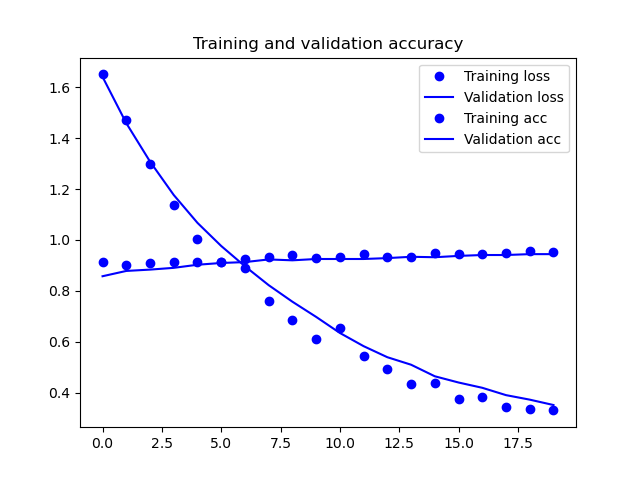 Training and validation accuracy
Training loss
Validation loss
Training acc
Validation acc
1.6
1.4
1.2
1.0
0.8
0.6
0.4
0.0 2.5 5.0 7.5 10.0 12.5 15.0 17.5